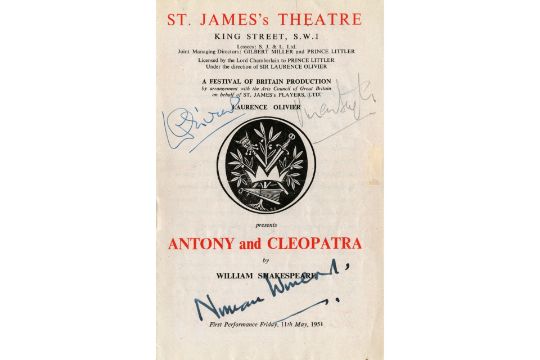 ST. JAMES's THEATRE
KING STREET, S.W.1
Lessees: S. J. & L. Ltd.
Joint Managing Directors: GILBERT MILLER and PRINCE LITTLER
Licensed by the Lord Chamberlain to PRINCE LITTLER
Under the direction of SIR LAURENCE OLIVIER
A FESTIVAL OF BRITAIN PRODUCTION
by arrangement with the Arts Council of Great Britain
on behalf of ST. JAMES'S PLAYERS, LTD.
LAURENCE OLIVIER
presents
ANTONY and CLEOPATRA
by
WILLIAM SHAKESPEARE
First Performance Friday, 11th May, 1951